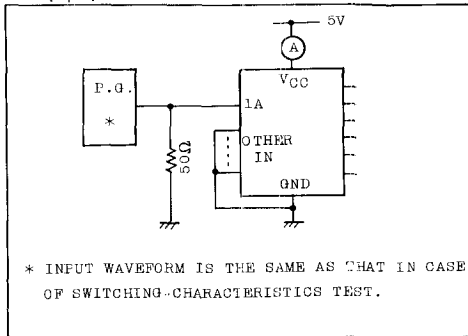 5V
A
VCC
P.G.
*
1A
50Ω
OTHER
IN
GND
* INPUT WAVEFORM IS THE SAME AS THAT IN CASE
OF SWITCHING-CHARACTERISTICS TEST.